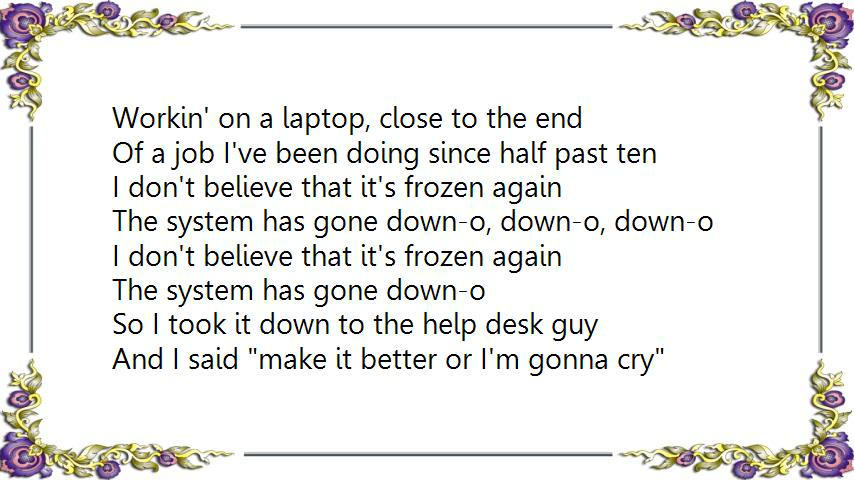 Workin' on a laptop, close to the end
Of a job I've been doing since half past ten
I don't believe that it's frozen again
The system has gone down-o, down-o, down-o
I don't believe that it's frozen again
The system has gone down-o
So I took it down to the help desk guy
And I said "make it better or I'm gonna cry"